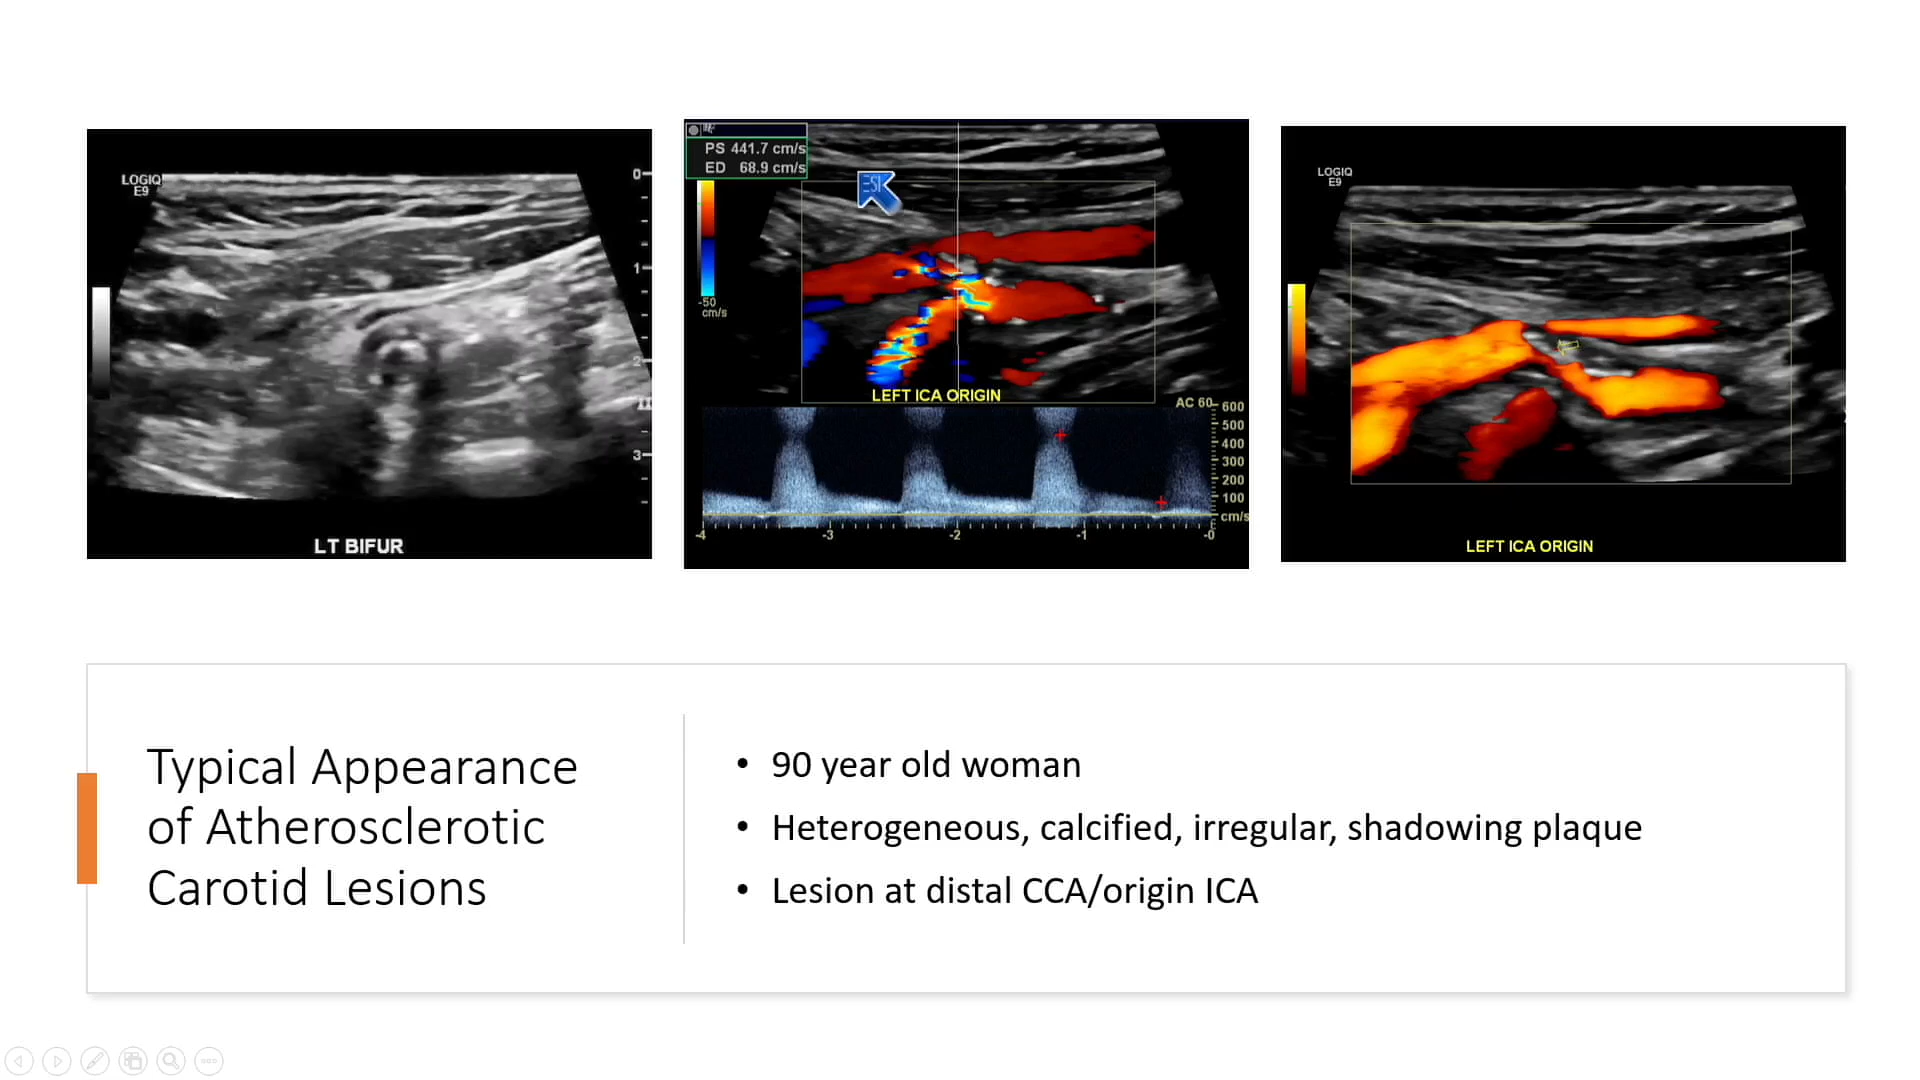 LOGIQ
E9
0
1
2
3
LT BIFUR
PS 441.7 cm/s
ED 68.9 cm/s
-50
cm/s
LEFT ICA ORIGIN
AC 60
600
500
400
300
200
100
cm/s
-4 -3 -2 -1 -0
LOGIQ
E9
LEFT ICA ORIGIN
Typical Appearance
of Atherosclerotic
Carotid Lesions
• 90 year old woman
• Heterogeneous, calcified, irregular, shadowing plaque
• Lesion at distal CCA/origin ICA